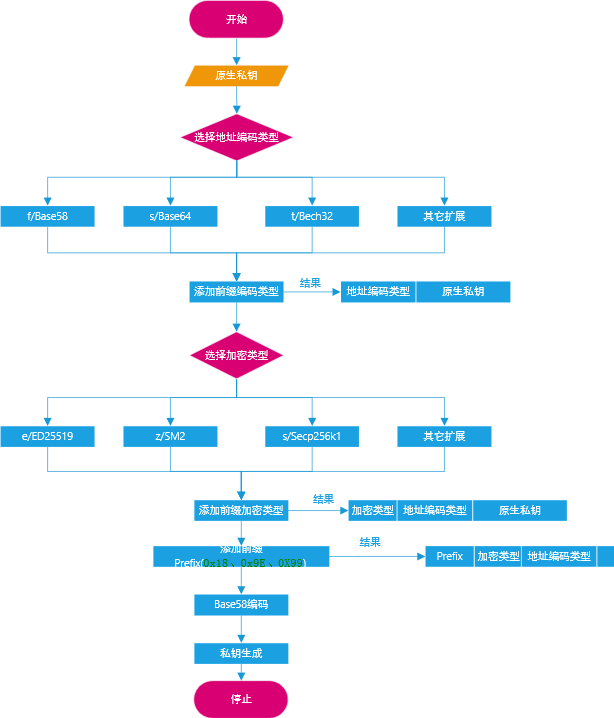 开始
原生私钥
选择地址编码类型
f/Base58
s/Base64
t/Bech32
其它扩展
添加前缀编码类型
结果
地址编码类型
原生私钥
选择加密类型
e/ED25519
z/SM2
s/Secp256k1
其它扩展
添加前缀加密类型
结果
加密类型
地址编码类型
原生私钥
添加前缀
Prefix(0x18、0x9E、0X99)
结果
Prefix
加密类型
地址编码类型
Base58编码
私钥生成
停止